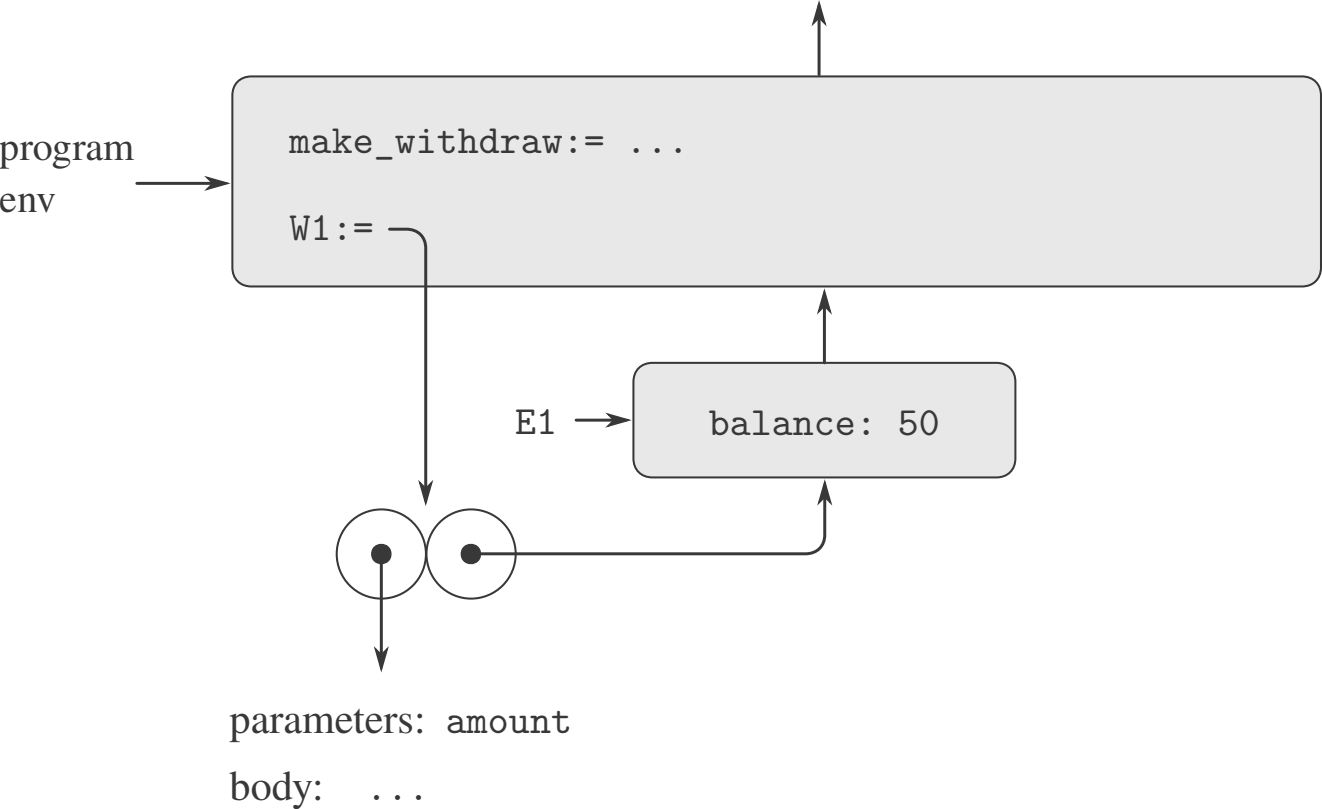 program
env
make_withdraw:= ...
W1:=
E1
balance: 50
parameters: amount
body: ...